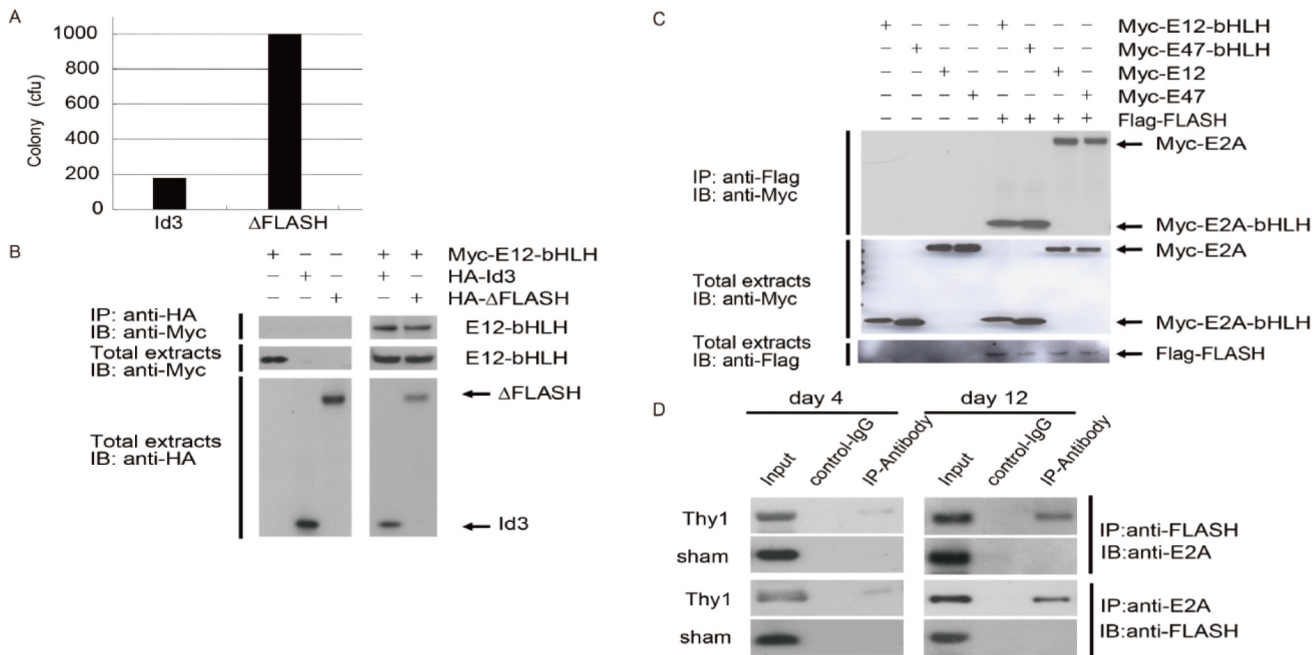 A
1000
800
600
400
200
0
Colony (cfu)
Id3
ΔFLASH
B
+ − − + + Myc-E12-bHLH
− + − + − HA-Id3
− − + − + HA-ΔFLASH
IP: anti-HA
IB: anti-Myc
E12-bHLH
Total extracts
IB: anti-Myc
E12-bHLH
Total extracts
IB: anti-HA
ΔFLASH
Id3
C
+ − − − + − − − Myc-E12-bHLH
− + − − − + − − Myc-E47-bHLH
− − + − − − + − Myc-E12
− − − + − − − + Myc-E47
− − − − + + + + Flag-FLASH
IP: anti-Flag
IB: anti-Myc
Myc-E2A
Myc-E2A-bHLH
Total extracts
IB: anti-Myc
Myc-E2A
Myc-E2A-bHLH
Total extracts
IB: anti-Flag
Flag-FLASH
D
day 4
day 12
Input
control-IgG
IP-Antibody
Input
control-IgG
IP-Antibody
Thy1
sham
IP:anti-FLASH
IB:anti-E2A
Thy1
sham
IP:anti-E2A
IB:anti-FLASH